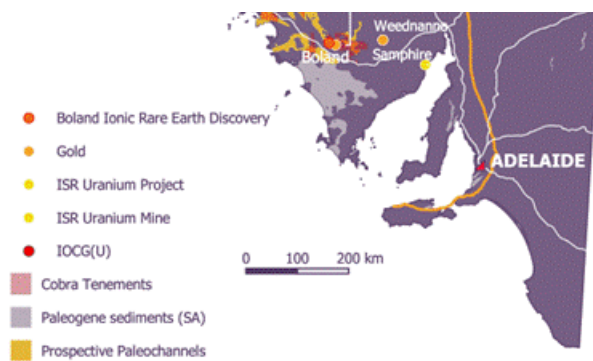 Weednanna
Boland
Samphire
ADELAIDE
Boland Ionic Rare Earth Discovery
Gold
ISR Uranium Project
ISR Uranium Mine
IOCG(U)
0 100 200 km
Cobra Tenements
Paleogene sediments (SA)
Prospective Paleochannels